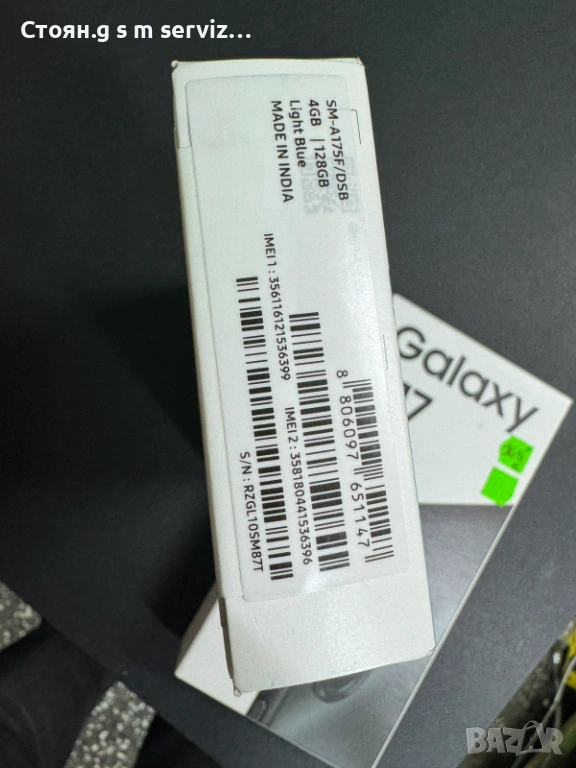 Стоян.g s m serviz...
SM-A175F/DSB
4GB | 128GB
Light Blue
MADE IN INDIA
IMEI 1 : 356116121536399
IMEI 2 : 358180441536396
S/N : RZGL105M87T
8 806097 651147
Galaxy
BAZAR